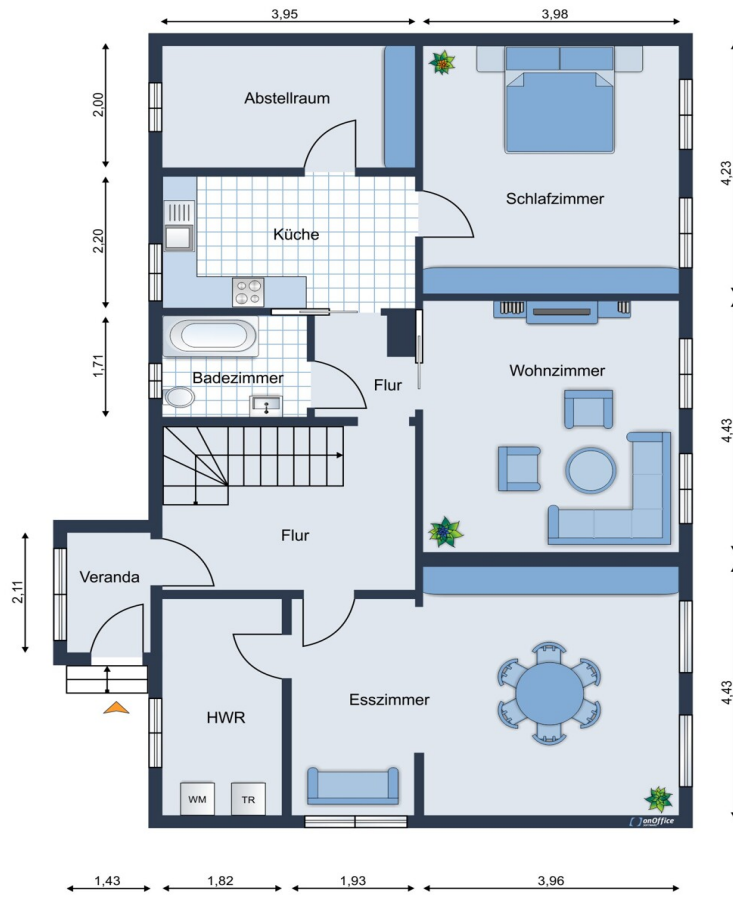 3,95
3,98
2,00
Abstellraum
Schlafzimmer
4,23
2,20
Küche
1,71
Badezimmer
Flur
Wohnzimmer
4,43
Flur
2,11
Veranda
HWR
Esszimmer
4,43
WM
TR
onOffice
1,43
1,82
1,93
3,96